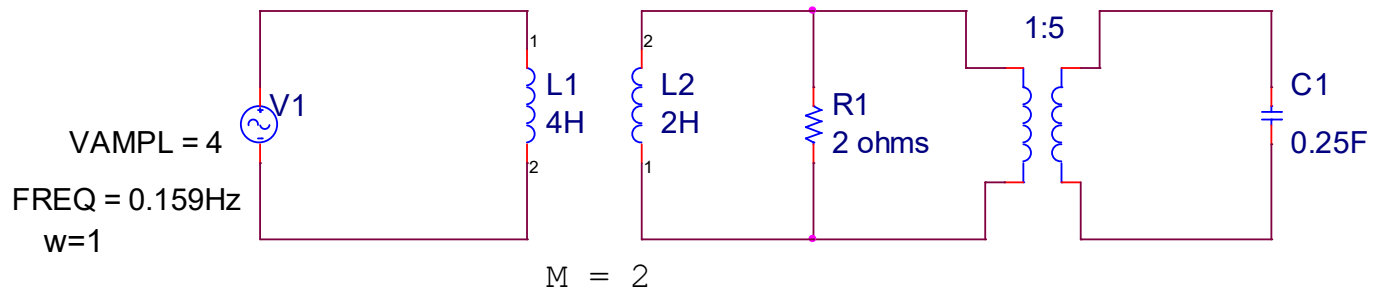 1:5
1
2
V1
L1
4H
L2
2H
R1
2 ohms
C1
0.25F
VAMPL = 4
2
1
FREQ = 0.159Hz
w=1
M = 2